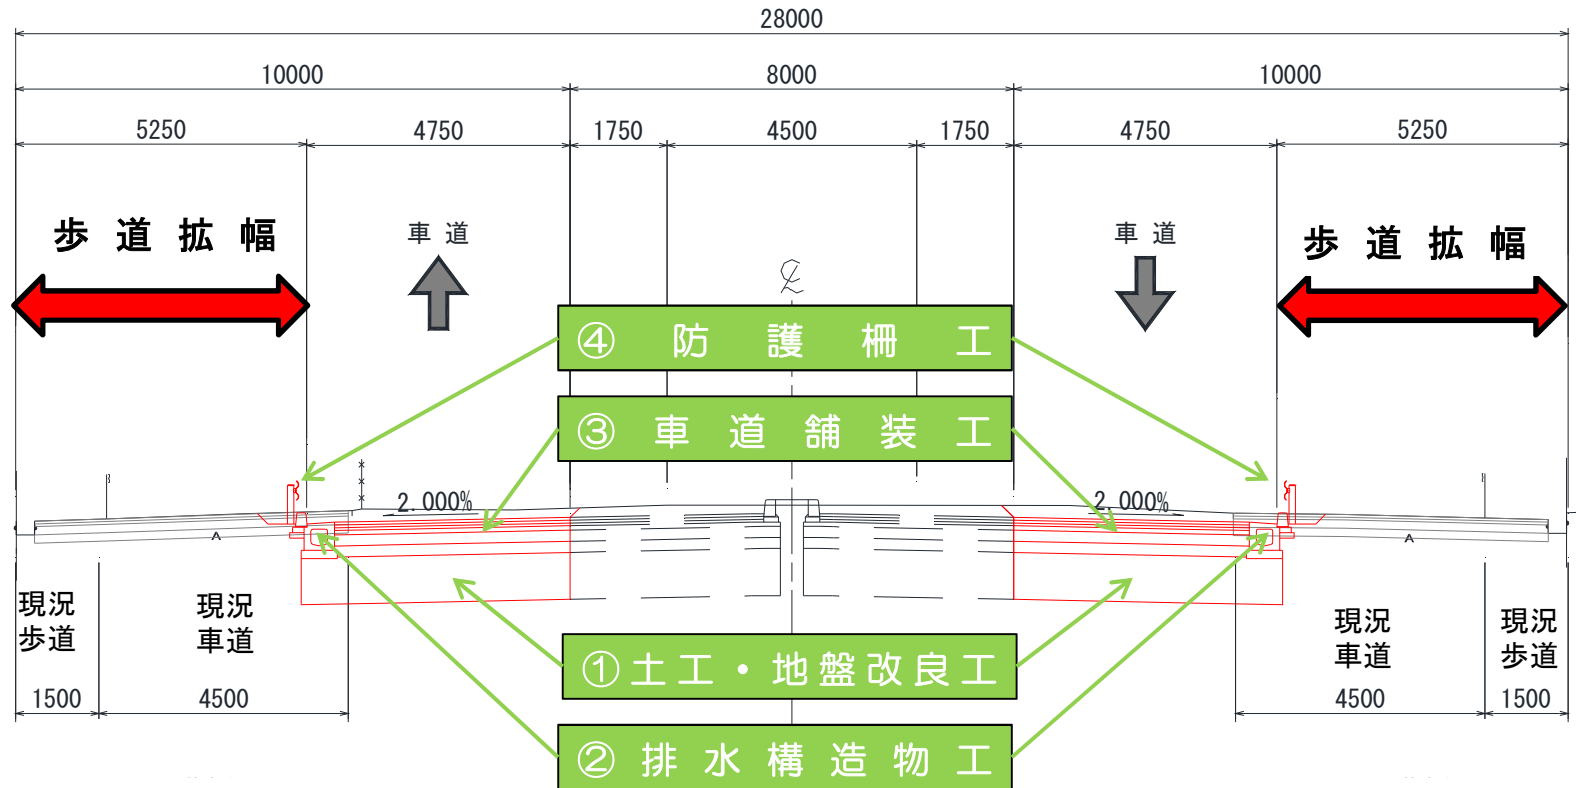 28000
10000 8000 10000
5250 4750 1750 4500 1750 4750 5250
歩道拡幅 車道 車道 歩道拡幅
④ 防護柵工
③ 車道舗装工
2.000% 2.000%
現況
歩道
現況
車道
現況
車道
現況
歩道
①土工・地盤改良工
1500 4500 4500 1500
② 排水構造物工